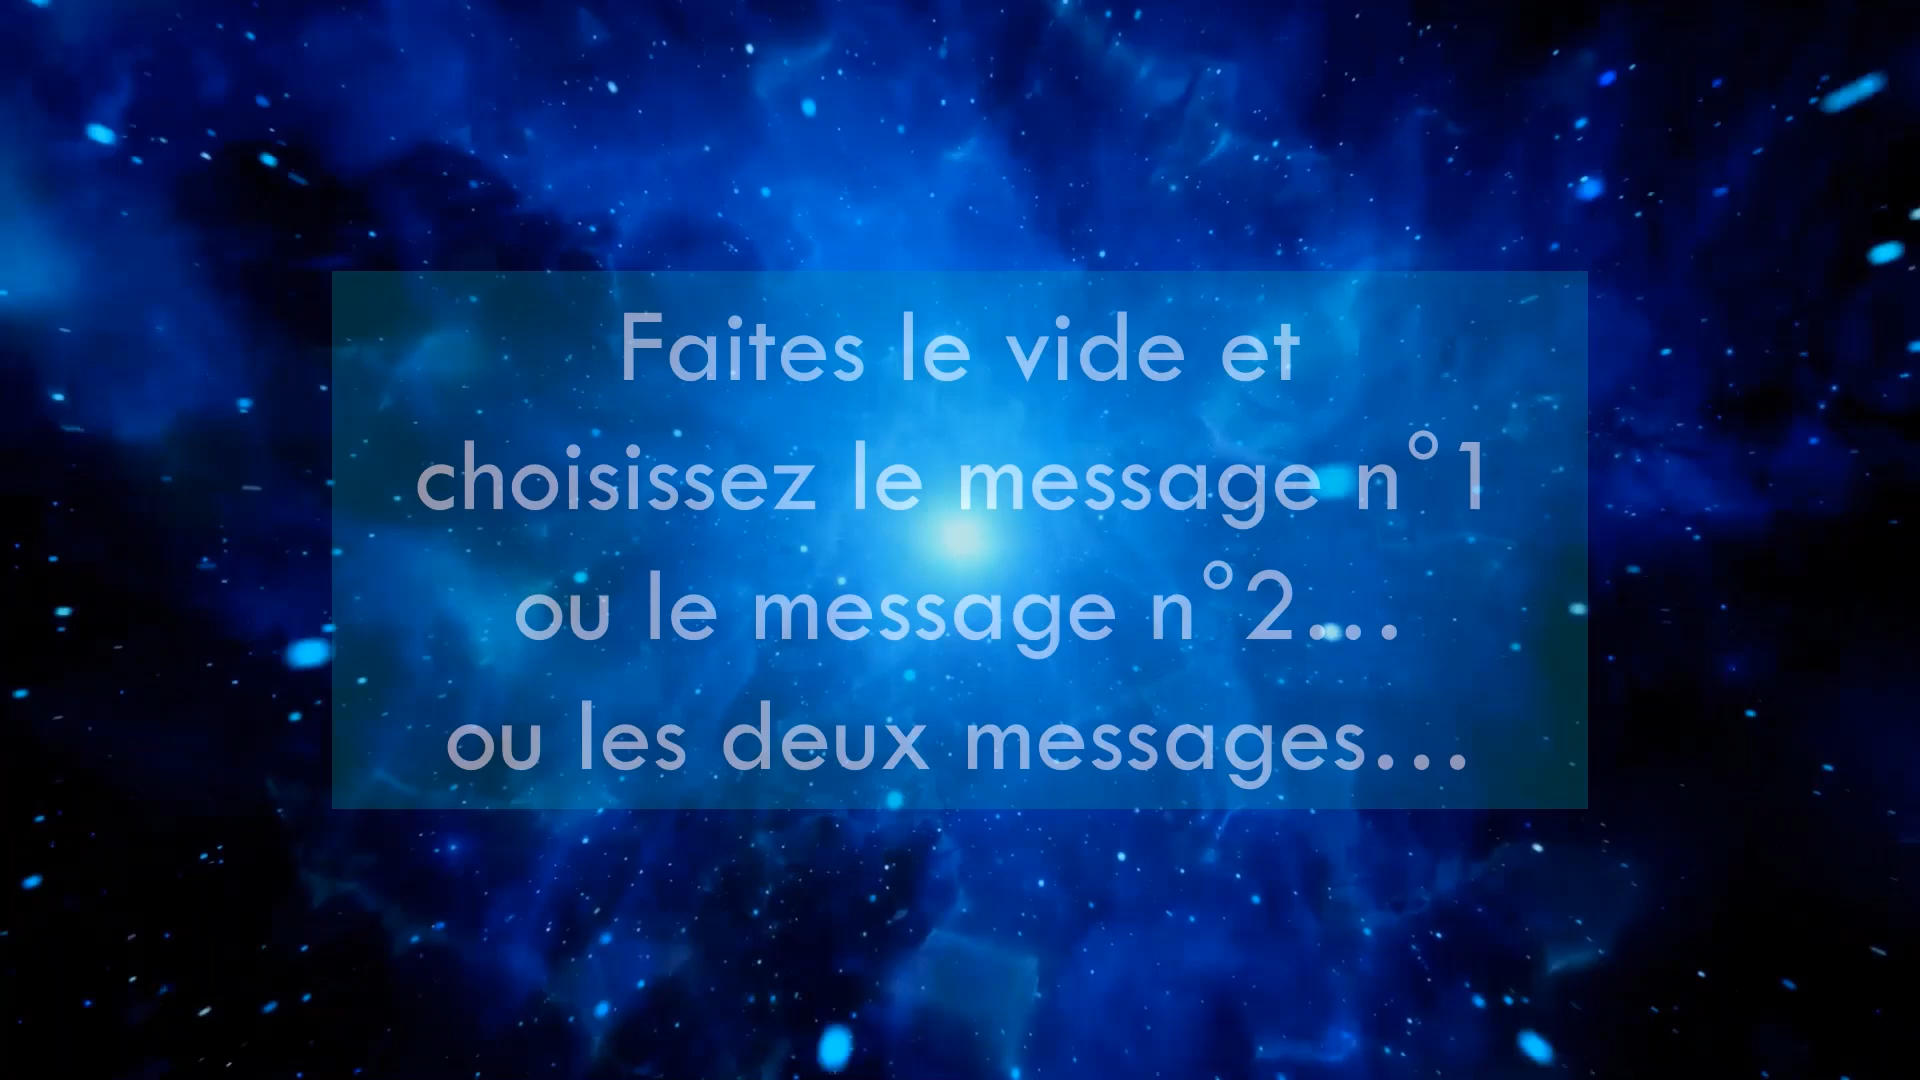 Faites le vide et
choisissez le message n°1
ou le message n°2...
ou les deux messages...